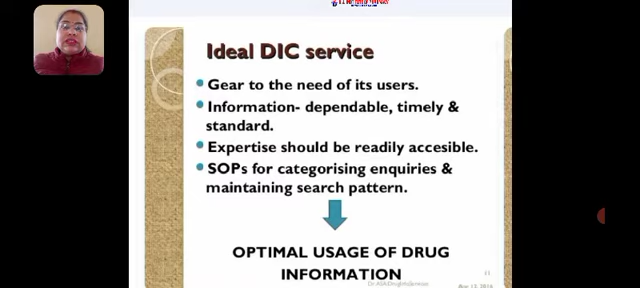 Ideal DIC service
Gear to the need of its users.
Information- dependable, timely &
standard.
Expertise should be readily accesible.
SOPs for categorising enquiries &
maintaining search pattern.
OPTIMAL USAGE OF DRUG
INFORMATION
11